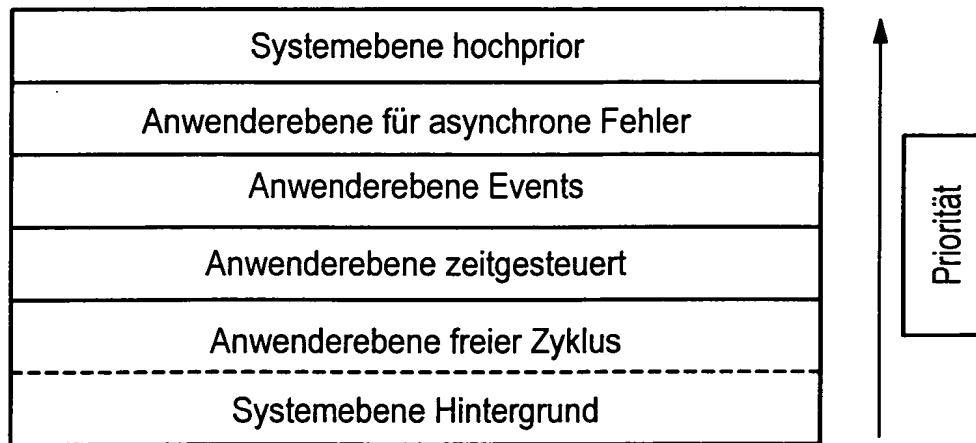 Systemebene hochprior
Anwenderebene für asynchrone Fehler
Anwenderebene Events
Anwenderebene zeitgesteuert
Anwenderebene freier Zyklus
Systemebene Hintergrund
Priorität